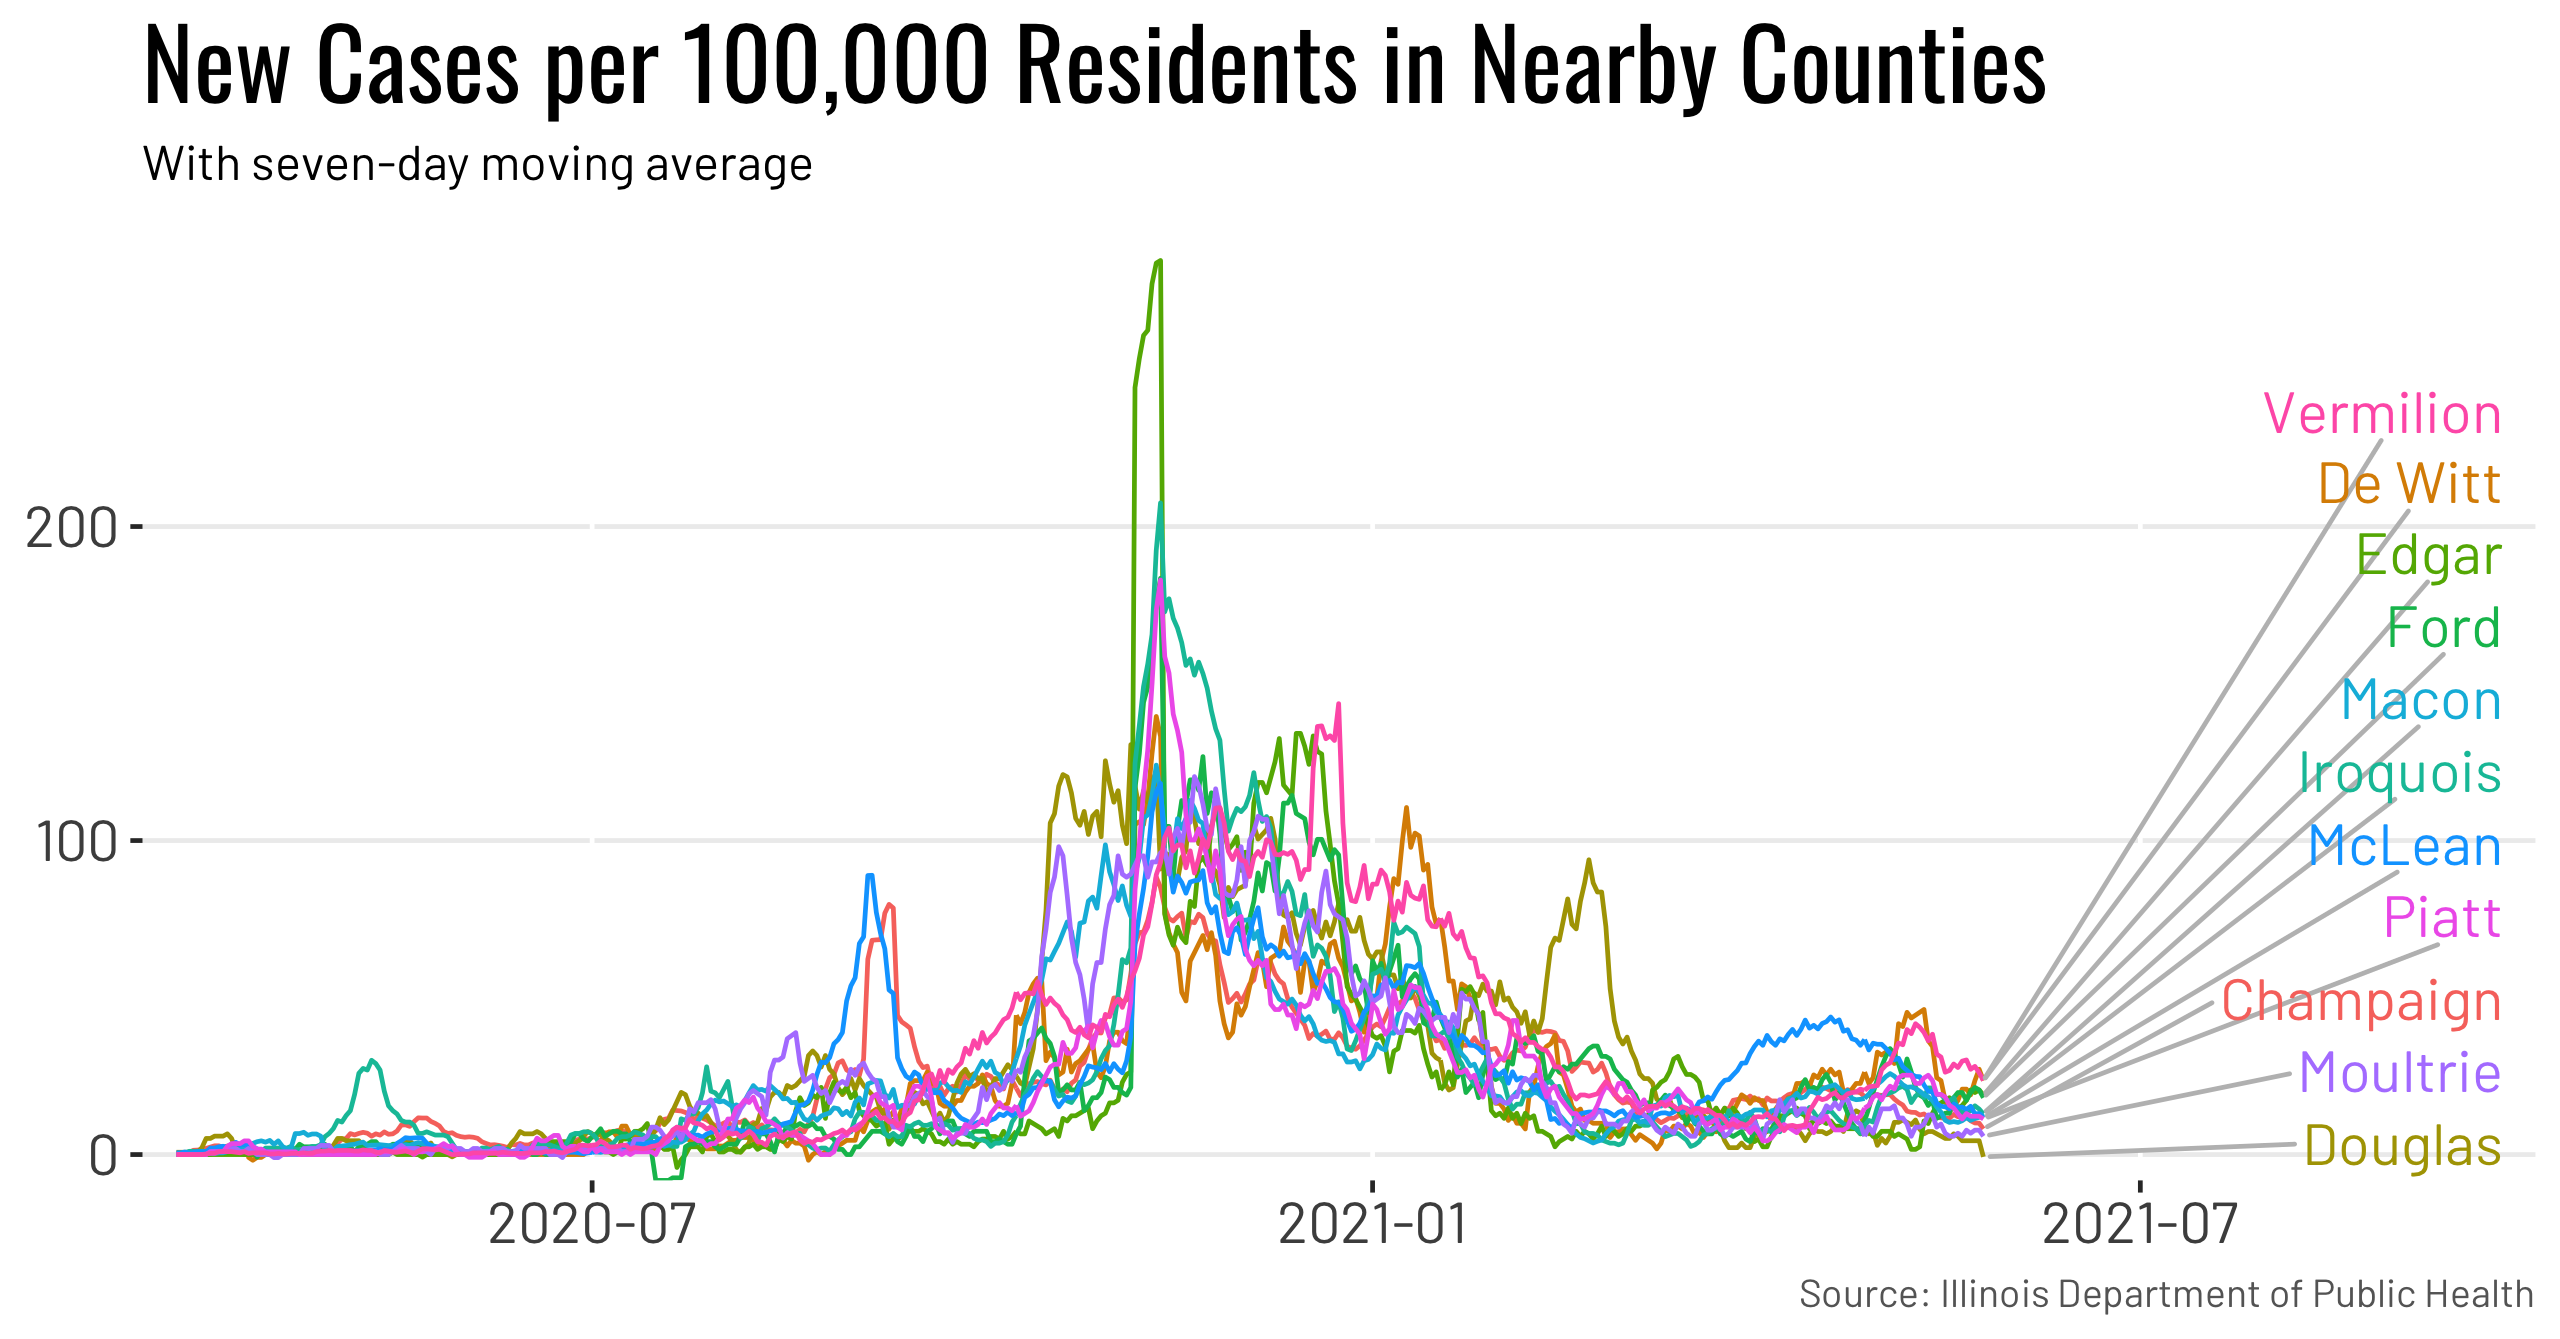 New Cases per 100,000 Residents in Nearby Counties
With seven-day moving average
Vermilion
De Witt
200
Edgar
Ford
Macon
Iroquois
100
McLean
Piatt
Champaign
Moultrie
Douglas
0
2020-07
2021-01
2021-07
Source: Illinois Department of Public Health